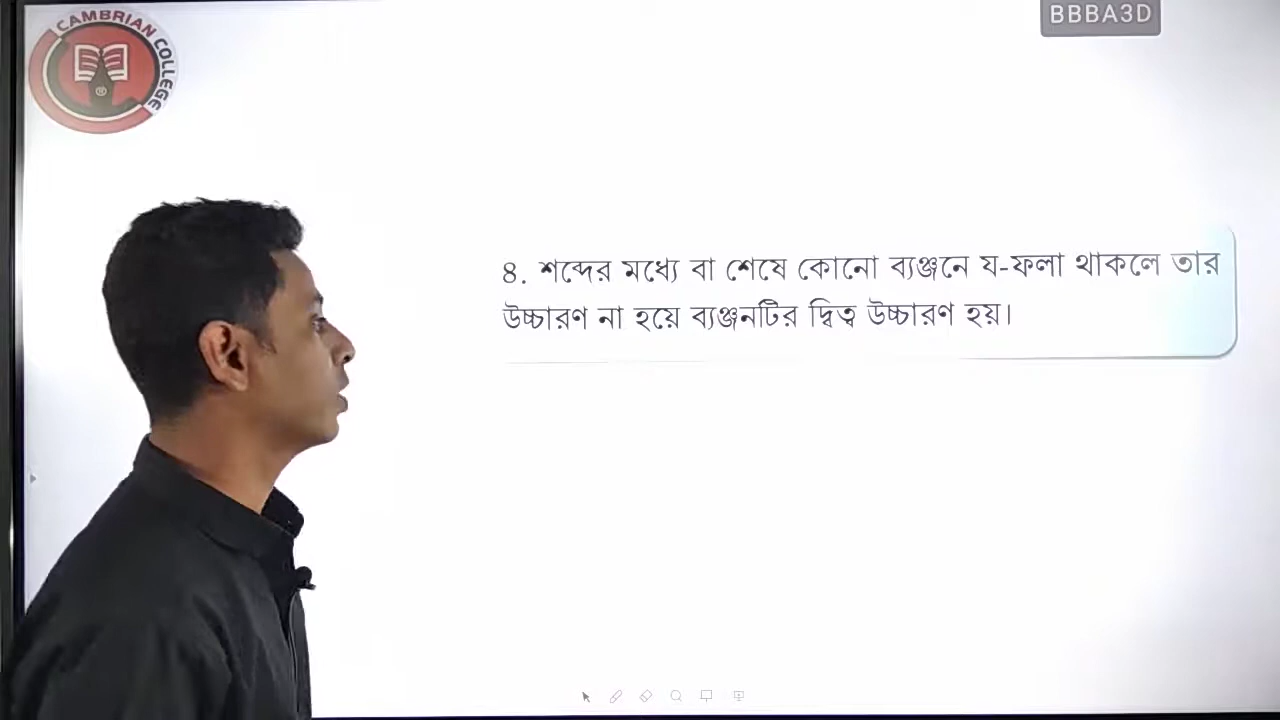 CAMBRIAN COLLEGE
BBBA3D
৪. শব্দের মধ্যে বা শেষে কোনো ব্যঞ্জনে য-ফলা থাকলে তার
উচ্চারণ না হয়ে ব্যঞ্জনটির দ্বিত্ব উচ্চারণ হয়।